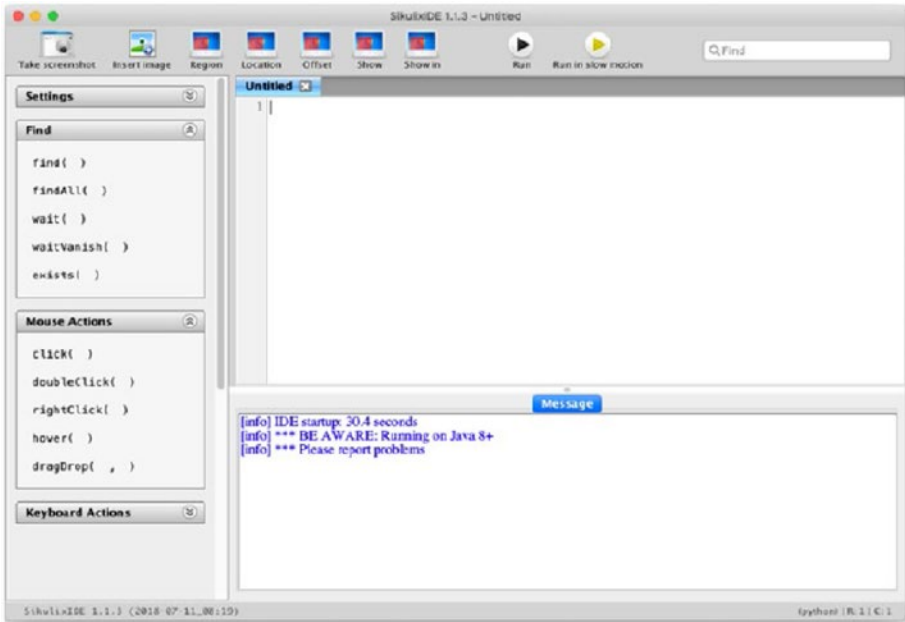 SikulixIDE 1.1.3 - Untitled
Take screenshot Insert image Region Location Offset Show Show in Run Run in slow motion Find
Settings
Untitled
1
Find
find( )
findAll( )
wait( )
waitVanish( )
exists( )
Mouse Actions
click( )
doubleClick( )
rightClick( )
hover( )
dragDrop( , )
Keyboard Actions
Message
[info] IDE startup: 30.4 seconds
[info] *** BE AWARE: Running on Java 8+
[info] *** Please report problems
SikulixIDE 1.1.3 (2018-07-11_08:19)
(python) | R: 1 | C: 1